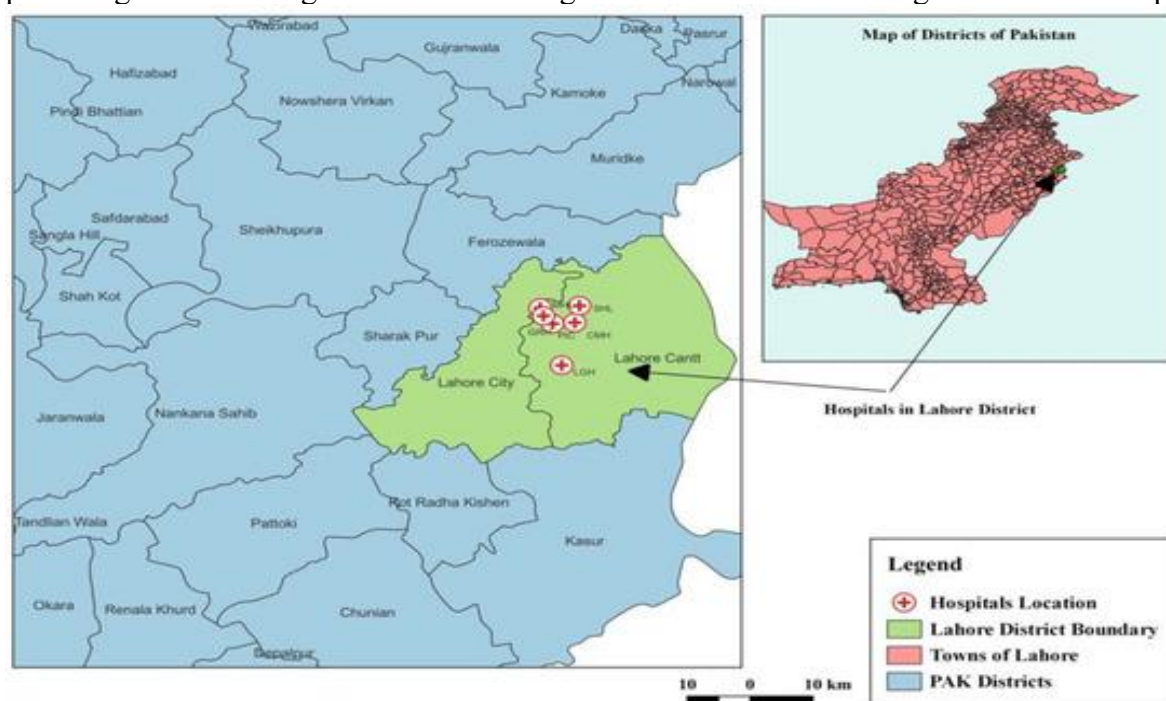 Wazirabad
Gujranwala
Daska
Pasrur
Hafizabad
Nowshera Virkan
Kamoke
Narowal
Pindi Bhattian
Muridke
Safdarabad
Sangla Hill
Sheikhupura
Ferozewala
Shah Kot
Sharak Pur
SHL
PIC
CMH
LGH
Lahore Cantt
Lahore City
Jaranwala
Nankana Sahib
Kot Radha Kishen
Tandlian Wala
Pattoki
Kasur
Okara
Renala Khurd
Chunian
Depalpur
Map of Districts of Pakistan
Hospitals in Lahore District
Legend
Hospitals Location
Lahore District Boundary
Towns of Lahore
PAK Districts
10 0 10 km